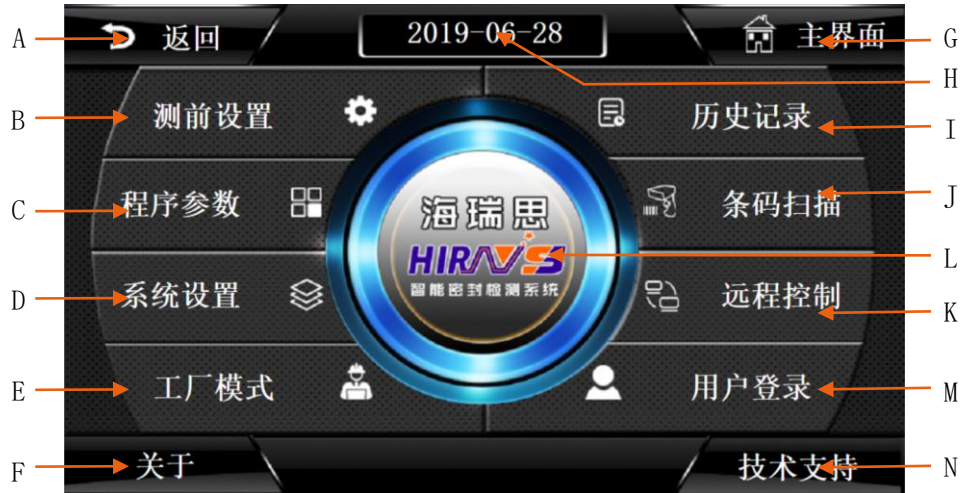 A 返回 2019-06-28 主界面 G
H
B 测前设置 历史记录 I
C 程序参数 条码扫描 J
海瑞思
HIRAYS
智能密封检测系统
L
D 系统设置 远程控制 K
E 工厂模式 用户登录 M
F 关于 技术支持 N